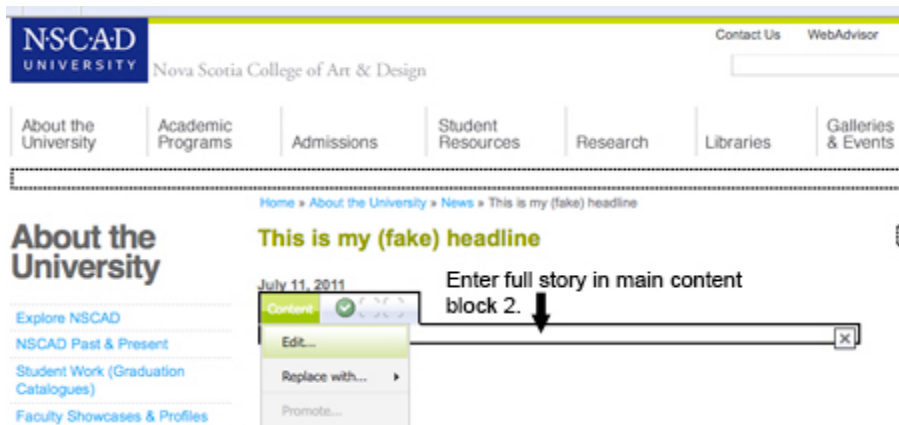 N·S·C·A·D
UNIVERSITY
Nova Scotia College of Art & Design
Contact Us
WebAdvisor
About the
University
Academic
Programs
Admissions
Student
Resources
Research
Libraries
Galleries
& Events
Home » About the University » News » This is my (fake) headline
About the
University
This is my (fake) headline
July 11, 2011
Enter full story in main content
block 2.
Content
Explore NSCAD
Edit...
NSCAD Past & Present
Student Work (Graduation
Catalogues)
Replace with...
Promote...
Faculty Showcases & Profiles